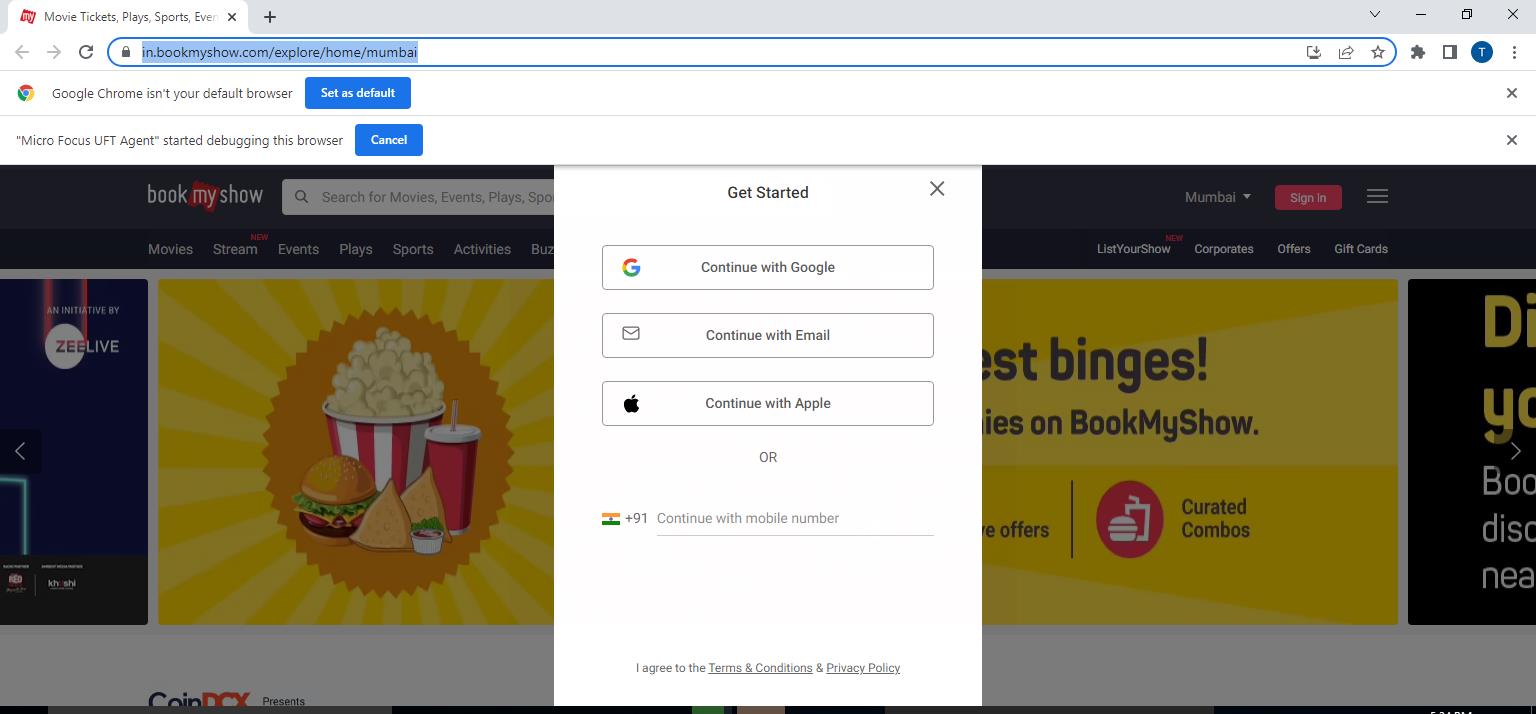 Movie Tickets, Plays, Sports, Even
in.bookmyshow.com/explore/home/mumbai
T
Google Chrome isn't your default browser
Set as default
"Micro Focus UFT Agent" started debugging this browser
Cancel
book my show
Search for Movies, Events, Plays, Spo
Mumbai
Sign in
Movies
Stream
NEW
Events
Plays
Sports
Activities
Buz
ListYourShow
NEW
Corporates
Offers
Gift Cards
Get Started
Continue with Google
Continue with Email
Continue with Apple
OR
+91
Continue with mobile number
I agree to the Terms & Conditions & Privacy Policy
AN INITIATIVE BY
ZEE LIVE
RED
khushi
est binges!
ies on BookMyShow.
ve offers
Curated
Combos
Di
yo
Boo
disc
nea
CoinDCX
Presents